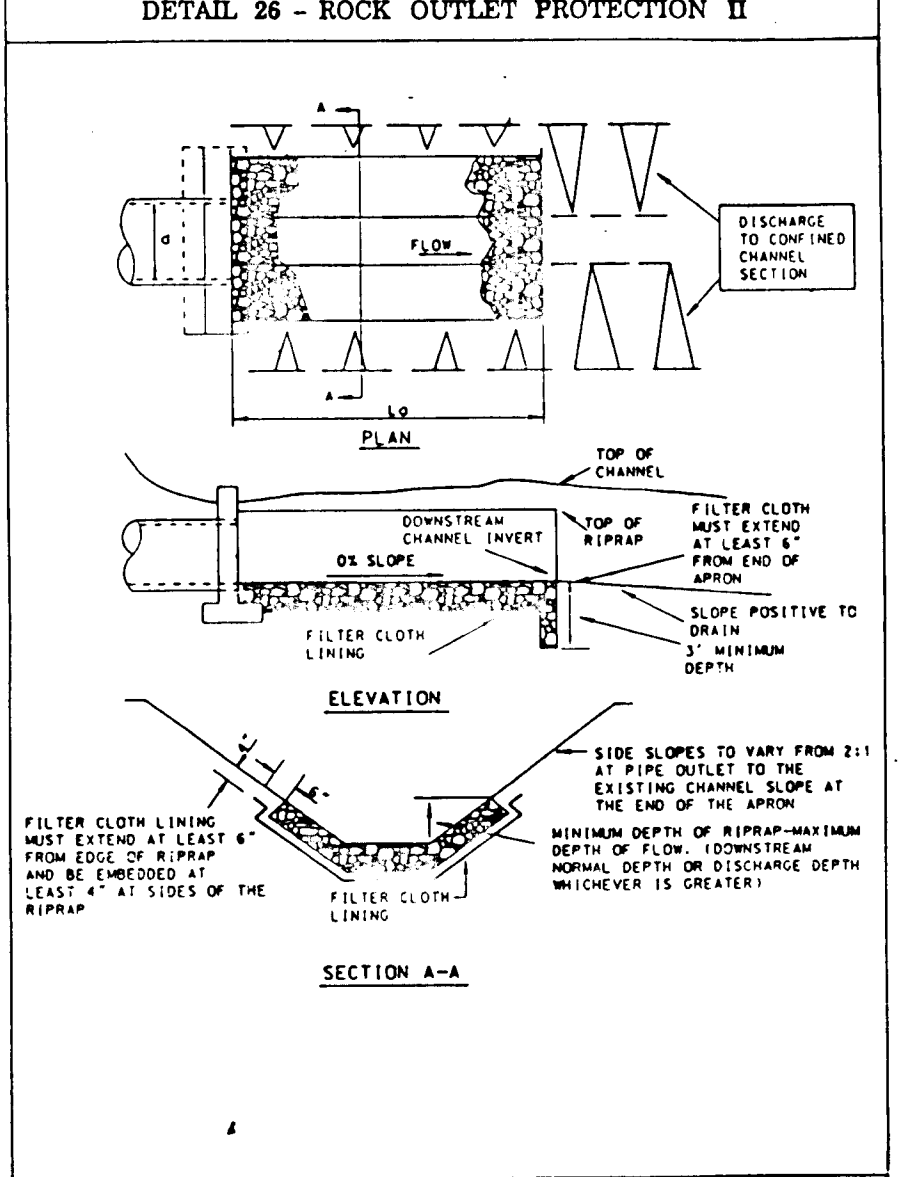 DETAIL 26 - ROCK OUTLET PROTECTION II
A
d
FLOW
DISCHARGE
TO CONFINED
CHANNEL
SECTION
A
La
PLAN
TOP OF
CHANNEL
DOWNSTREAM
CHANNEL INVERT
TOP OF
RIPRAP
FILTER CLOTH
MUST EXTEND
AT LEAST 6"
FROM END OF
APRON
0% SLOPE
FILTER CLOTH
LINING
SLOPE POSITIVE TO
DRAIN
3' MINIMUM
DEPTH
ELEVATION
4"
6"
SIDE SLOPES TO VARY FROM 2:1
AT PIPE OUTLET TO THE
EXISTING CHANNEL SLOPE AT
THE END OF THE APRON
FILTER CLOTH LINING
MUST EXTEND AT LEAST 6"
FROM EDGE OF RIPRAP
AND BE EMBEDDED AT
LEAST 4" AT SIDES OF THE
RIPRAP
MINIMUM DEPTH OF RIPRAP-MAXIMUM
DEPTH OF FLOW. (DOWNSTREAM
NORMAL DEPTH OR DISCHARGE DEPTH
WHICHEVER IS GREATER)
FILTER CLOTH
LINING
SECTION A-A